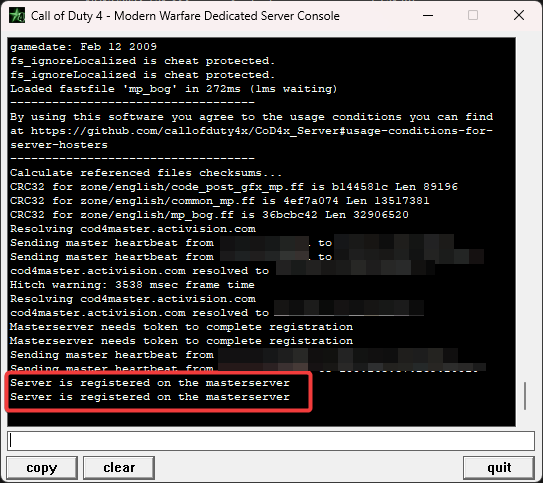 Call of Duty 4 - Modern Warfare Dedicated Server Console
gamedate: Feb 12 2009
fs_ignoreLocalized is cheat protected.
fs_ignoreLocalized is cheat protected.
Loaded fastfile 'mp_bog' in 272ms (1ms waiting)
-----------------------------------
By using this software you agree to the usage conditions you can find
at https://github.com/callofduty4x/CoD4x_Server#usage-conditions-for-
server-hosters
-----------------------------------
Calculate referenced files checksums...
CRC32 for zone/english/code_post_gfx_mp.ff is b144581c Len 89196
CRC32 for zone/english/common_mp.ff is 4ef7a074 Len 13517381
CRC32 for zone/english/mp_bog.ff is 36bcbc42 Len 32906520
Resolving cod4master.activision.com
Sending master heartbeat from to
Sending master heartbeat from to
cod4master.activision.com resolved to
Hitch warning: 3538 msec frame time
Resolving cod4master.activision.com
cod4master.activision.com resolved to
Masterserver needs token to complete registration
Masterserver needs token to complete registration
Sending master heartbeat from
Sending master heartbeat from
Server is registered on the masterserver
Server is registered on the masterserver
copy
clear
quit